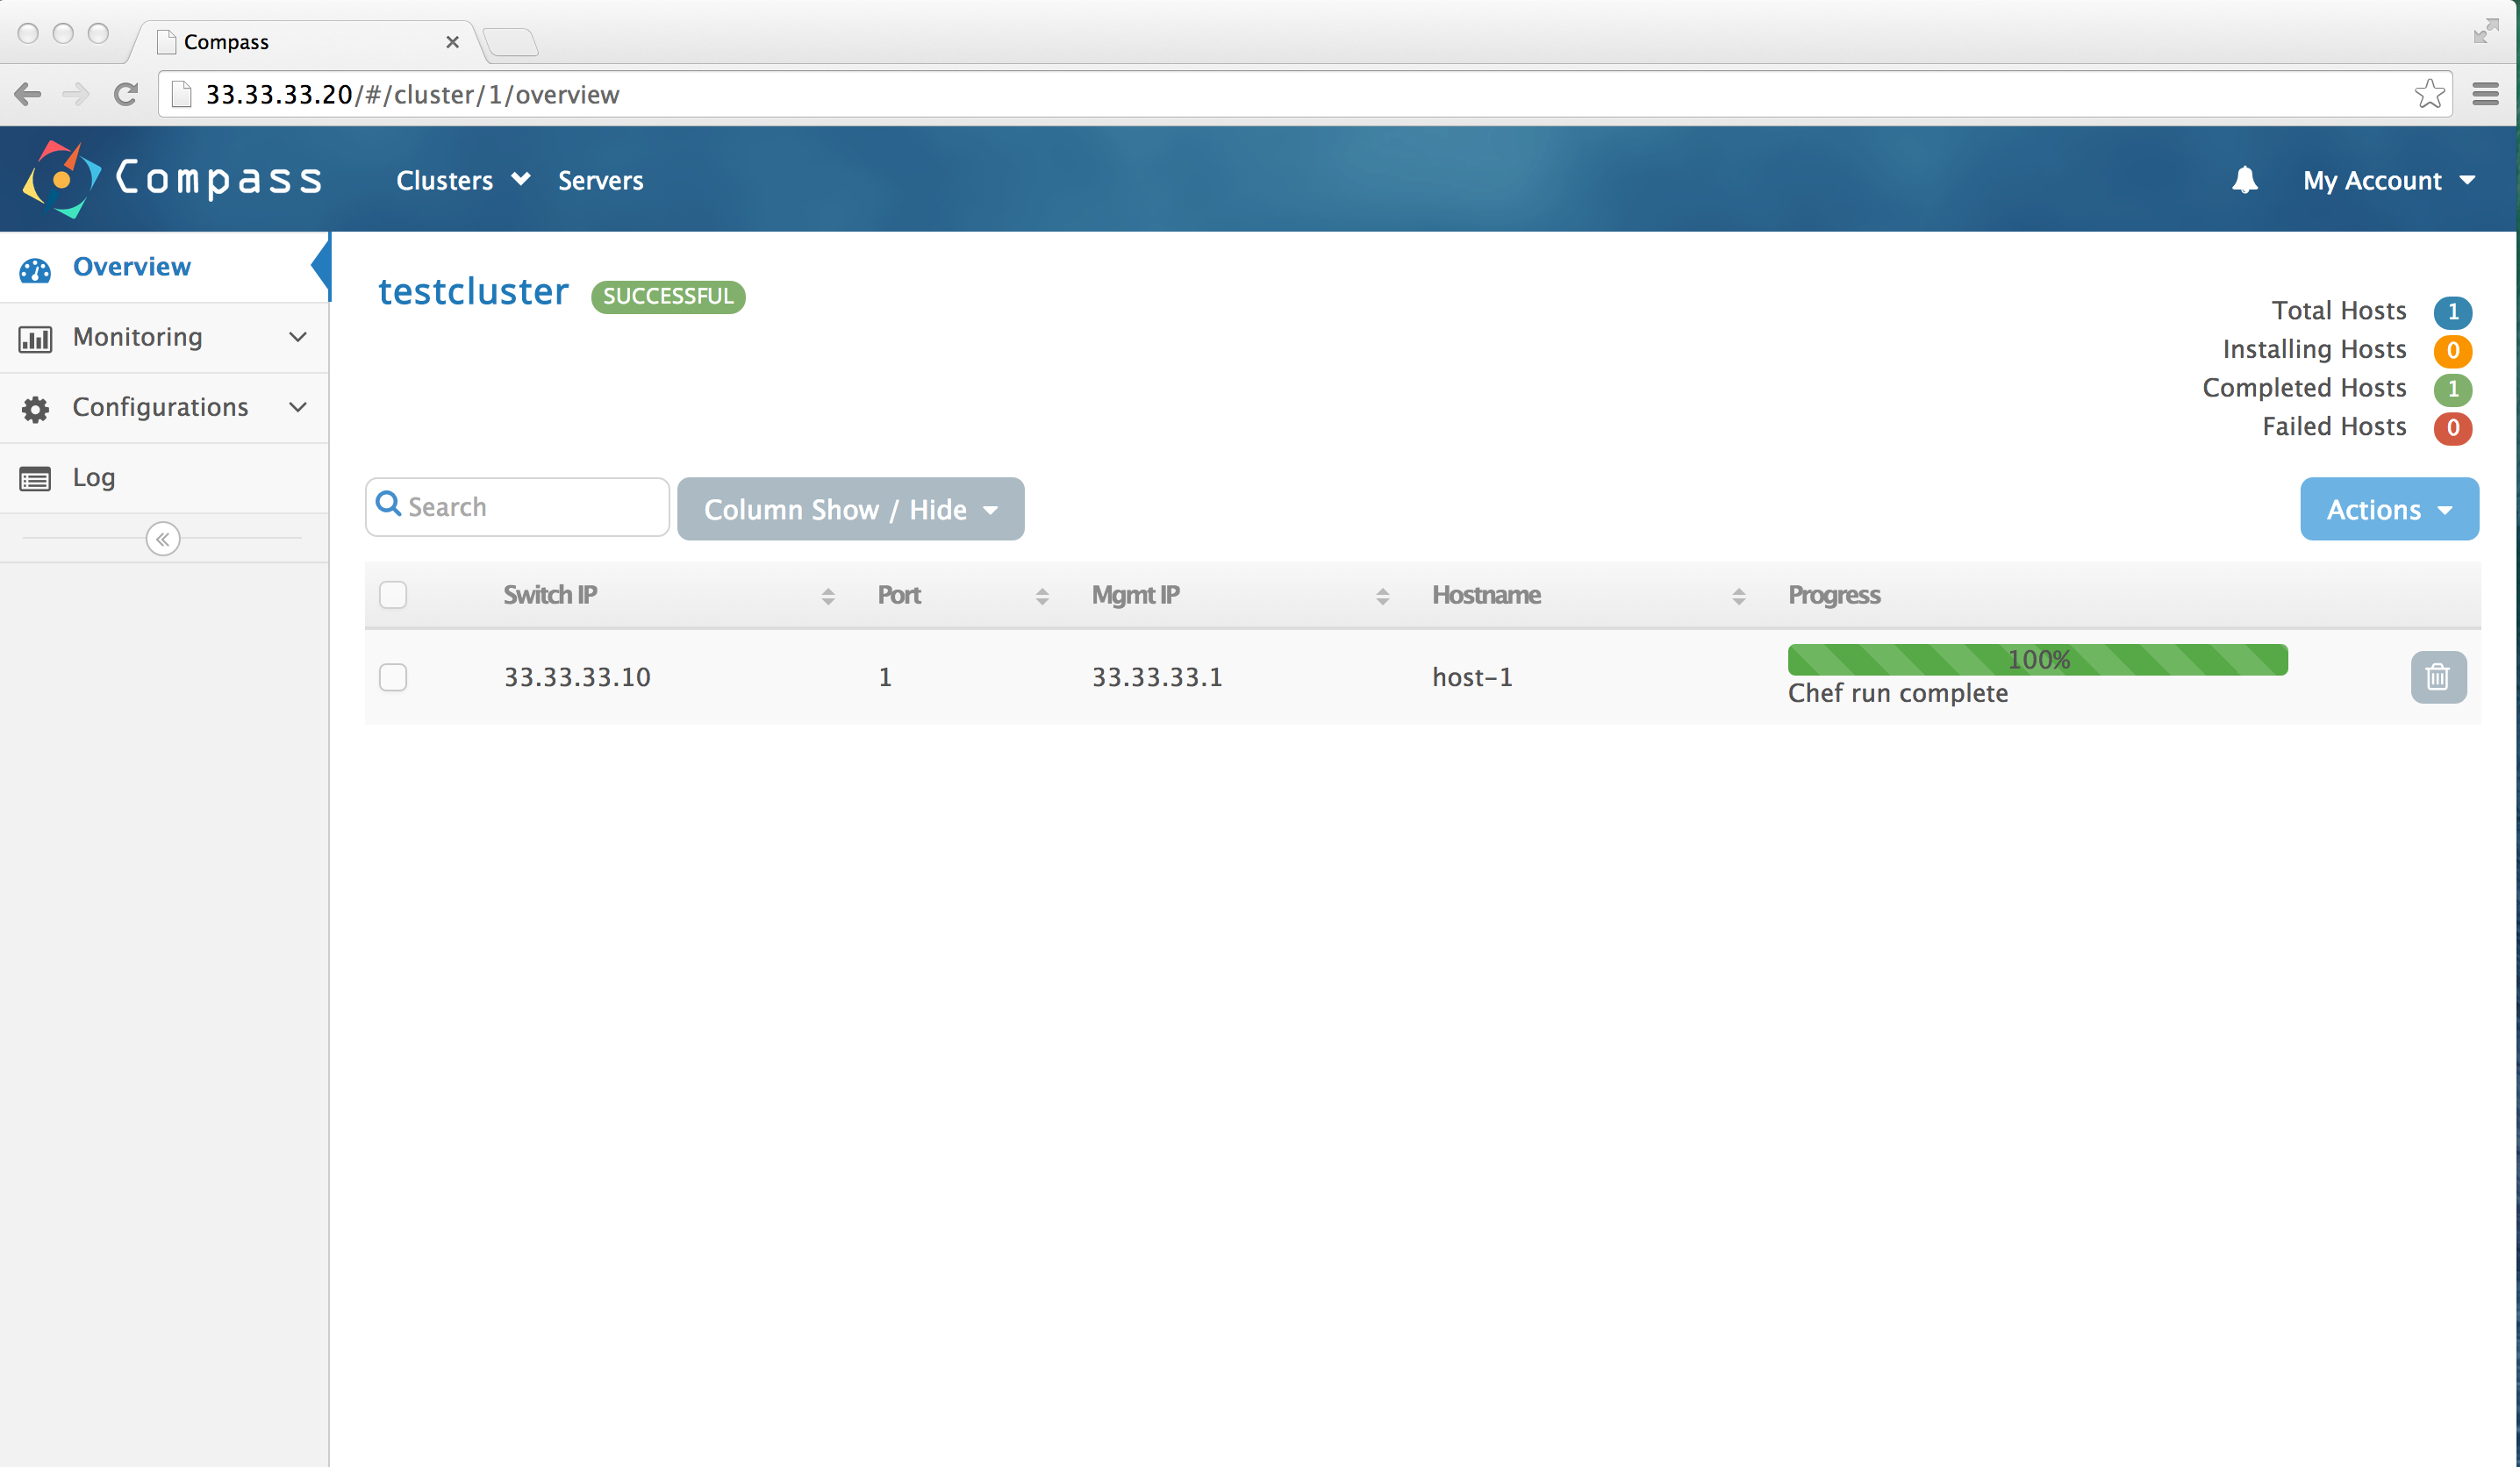 Compass
33.33.33.20/#/cluster/1/overview
Compass
Clusters Servers My Account
Overview
Monitoring
Configurations
Log
testcluster SUCCESSFUL
Total Hosts 1
Installing Hosts 0
Completed Hosts 1
Failed Hosts 0
Search Column Show / Hide Actions
Switch IP Port Mgmt IP Hostname Progress
33.33.33.10 1 33.33.33.1 host-1 100%
Chef run complete